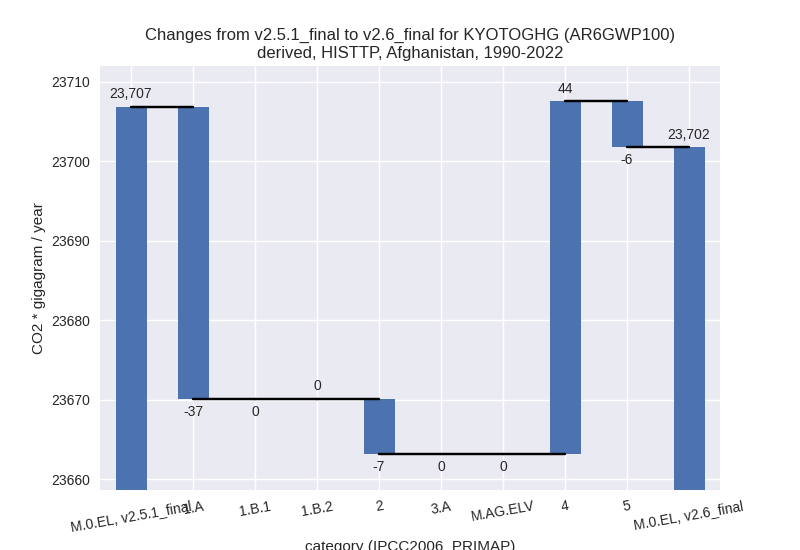 Changes from v2.5.1_final to v2.6_final for KYOTOGHG (AR6GWP100)
derived, HISTTP, Afghanistan, 1990-2022
CO2 * gigagram / year
23710
23700
23690
23680
23670
23660
23,707
-37
0
0
-7
0
0
44
-6
23,702
M.0.EL, v2.5.1_final
1.A
1.B.1
1.B.2
2
3.A
M.AG.ELV
4
5
M.0.EL, v2.6_final
category (IPCC2006_PRIMAP)